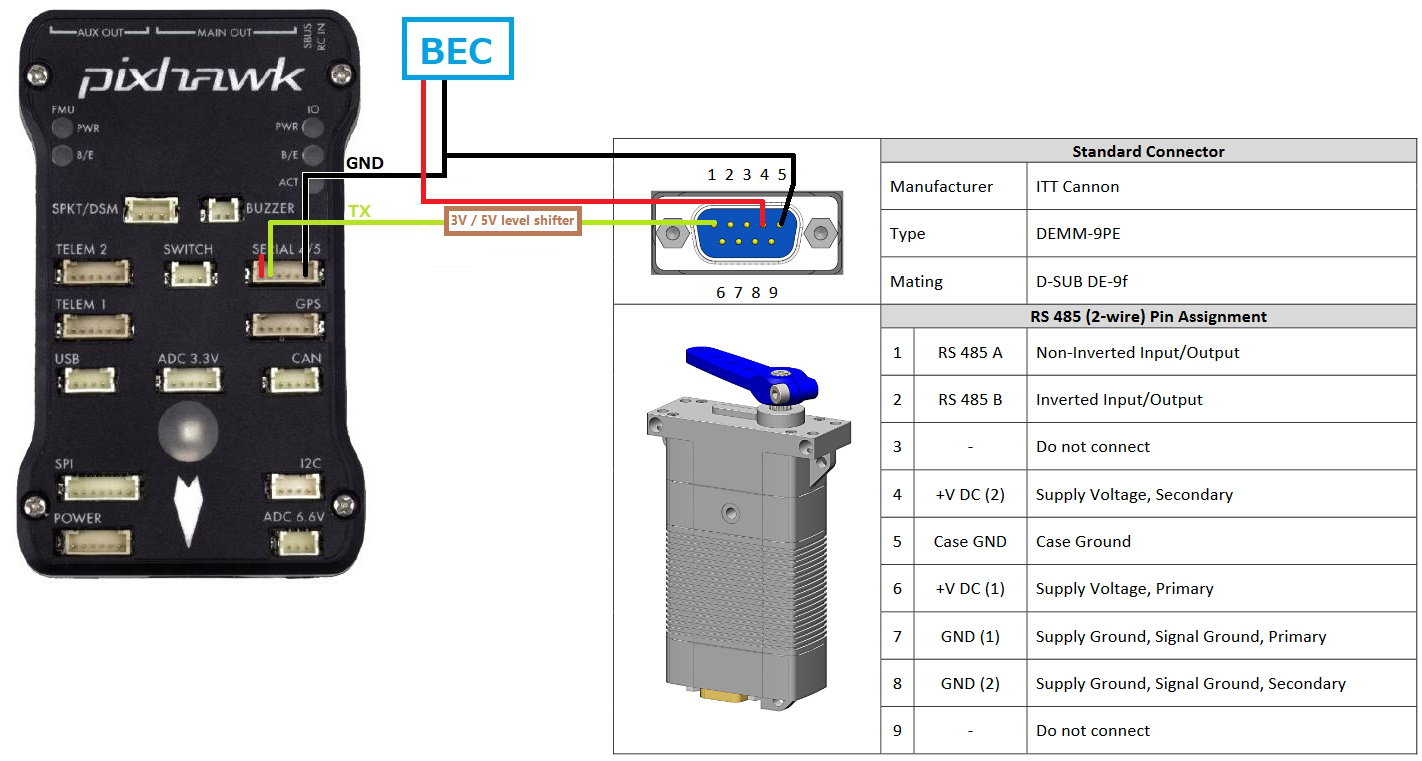 AUX OUT
MAIN OUT
SBUS
RC IN
pixhawk
FMU
PWR
B/E
IO
PWR
B/E
ACT
SPKT/DSM
BUZZER
TELEM 2
SWITCH
SERIAL 4/5
TELEM 1
GPS
USB
ADC 3.3V
CAN
SPI
I2C
POWER
ADC 6.6V
BEC
GND
TX
3V / 5V level shifter
1 2 3 4 5
6 7 8 9
Standard Connector
Manufacturer ITT Cannon
Type DEMM-9PE
Mating D-SUB DE-9f
RS 485 (2-wire) Pin Assignment
1 RS 485 A Non-Inverted Input/Output
2 RS 485 B Inverted Input/Output
3 - Do not connect
4 +V DC (2) Supply Voltage, Secondary
5 Case GND Case Ground
6 +V DC (1) Supply Voltage, Primary
7 GND (1) Supply Ground, Signal Ground, Primary
8 GND (2) Supply Ground, Signal Ground, Secondary
9 - Do not connect